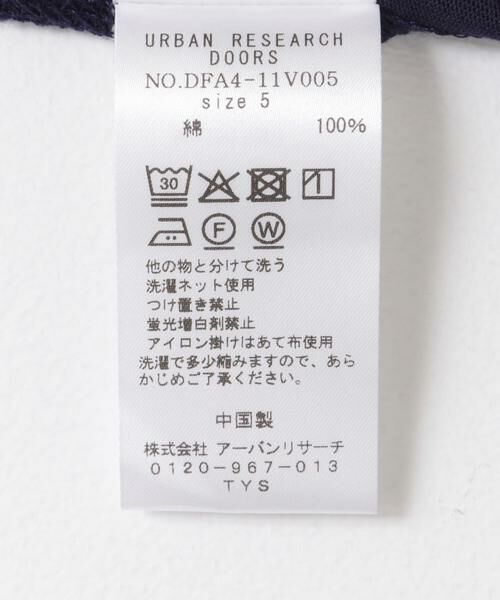 URBAN RESEARCH
DOORS
NO.DFA4-11V005
size 5
綿 100%
30
F W
他の物と分けて洗う
洗濯ネット使用
つけ置き禁止
蛍光増白剤禁止
アイロン掛けはあて布使用
洗濯で多少縮みますので、あら
かじめご了承ください。
中国製
株式会社 アーバンリサーチ
0120-967-013
TYS